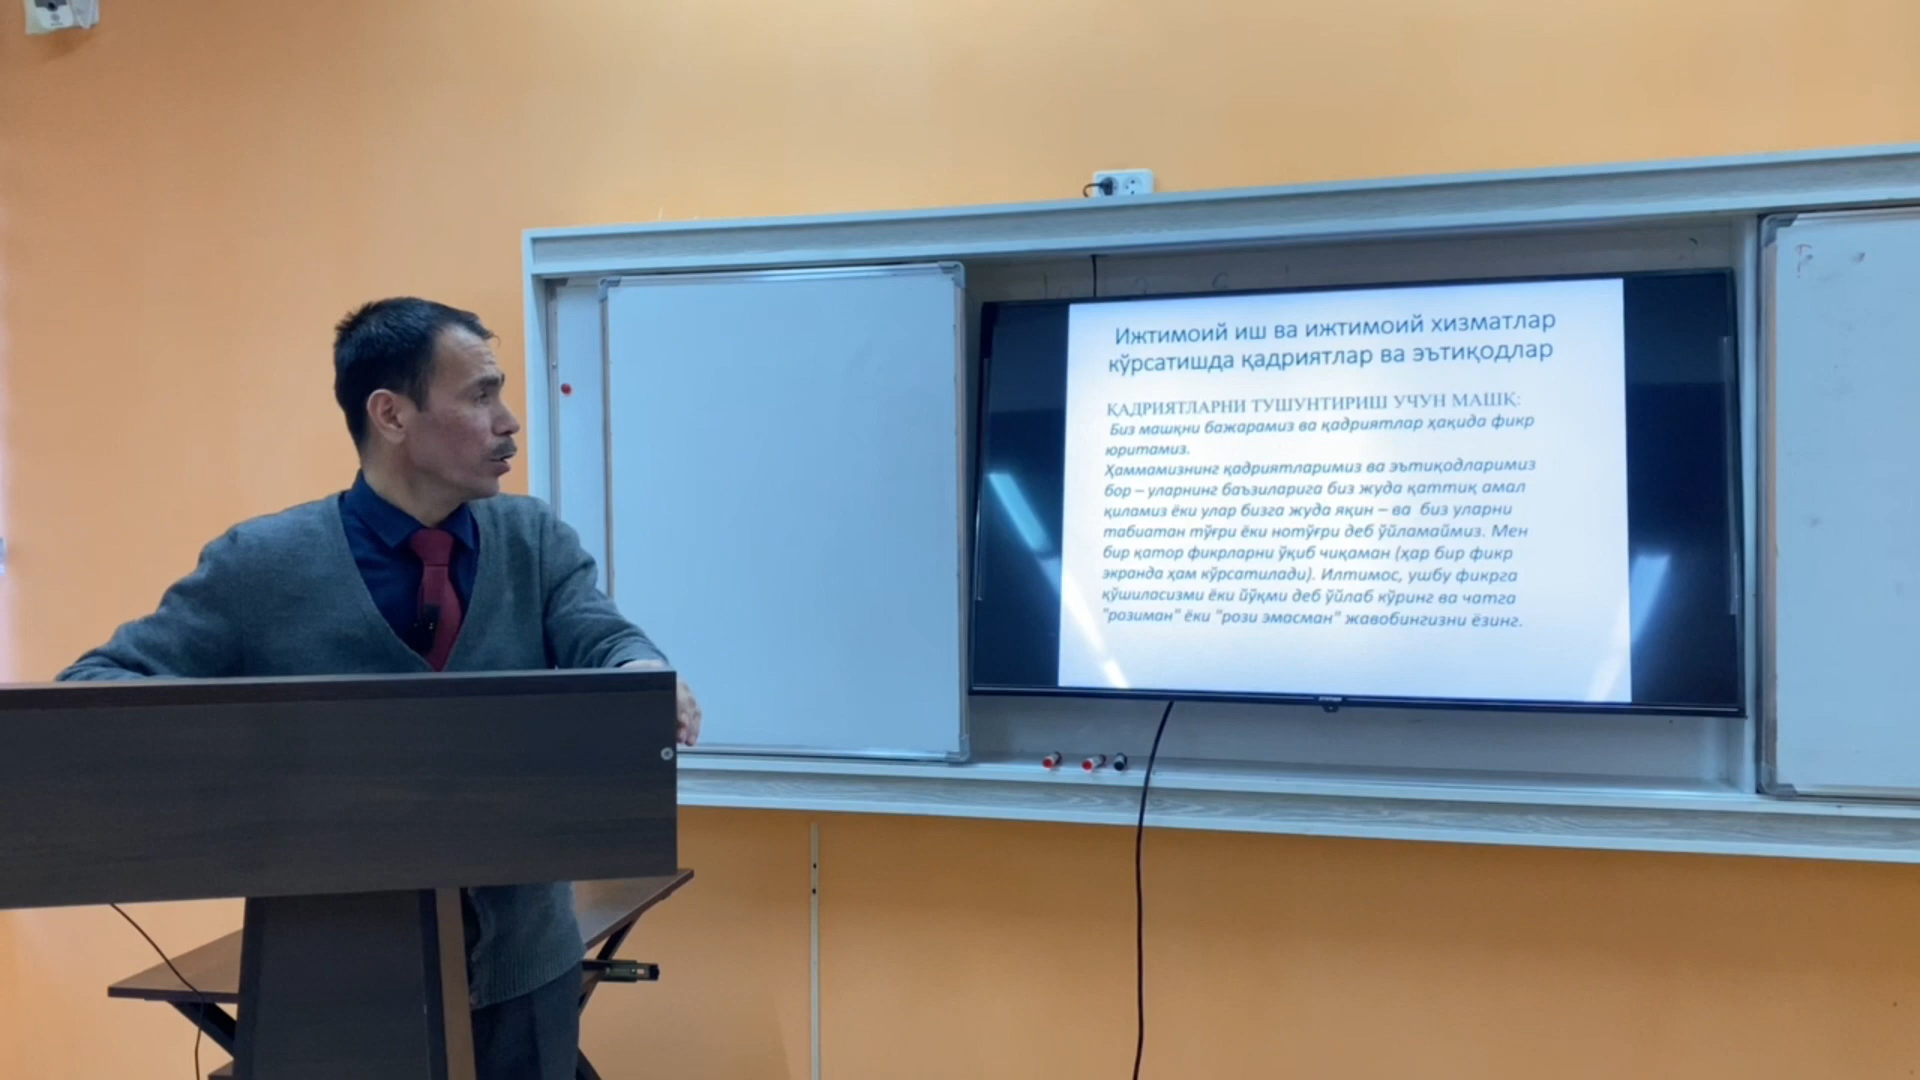 Ижтимоий иш ва ижтимоий хизматлар
кўрсатишда қадриятлар ва эътиқодлар
ҚАДРИЯТЛАРНИ ТУШУНТИРИШ УЧУН МАШҚ:
Биз машқни бажарамиз ва қадриятлар ҳақида фикр
юритамиз.
Ҳаммамизнинг қадриятларимиз ва эътиқодларимиз
бор – уларнинг баъзиларига биз жуда қаттиқ амал
қиламиз ёки улар бизга жуда яқин – ва биз уларни
табиатан тўғри ёки нотўғри деб ўйламаймиз. Мен
бир қатор фикрларни ўқиб чиқаман (ҳар бир фикр
экранда ҳам кўрсатилади). Илтимос, ушбу фикрга
қўшиласизми ёки йўқми деб ўйлаб кўринг ва чатга
"розиман" ёки "рози эмасман" жавобингизни ёзинг.